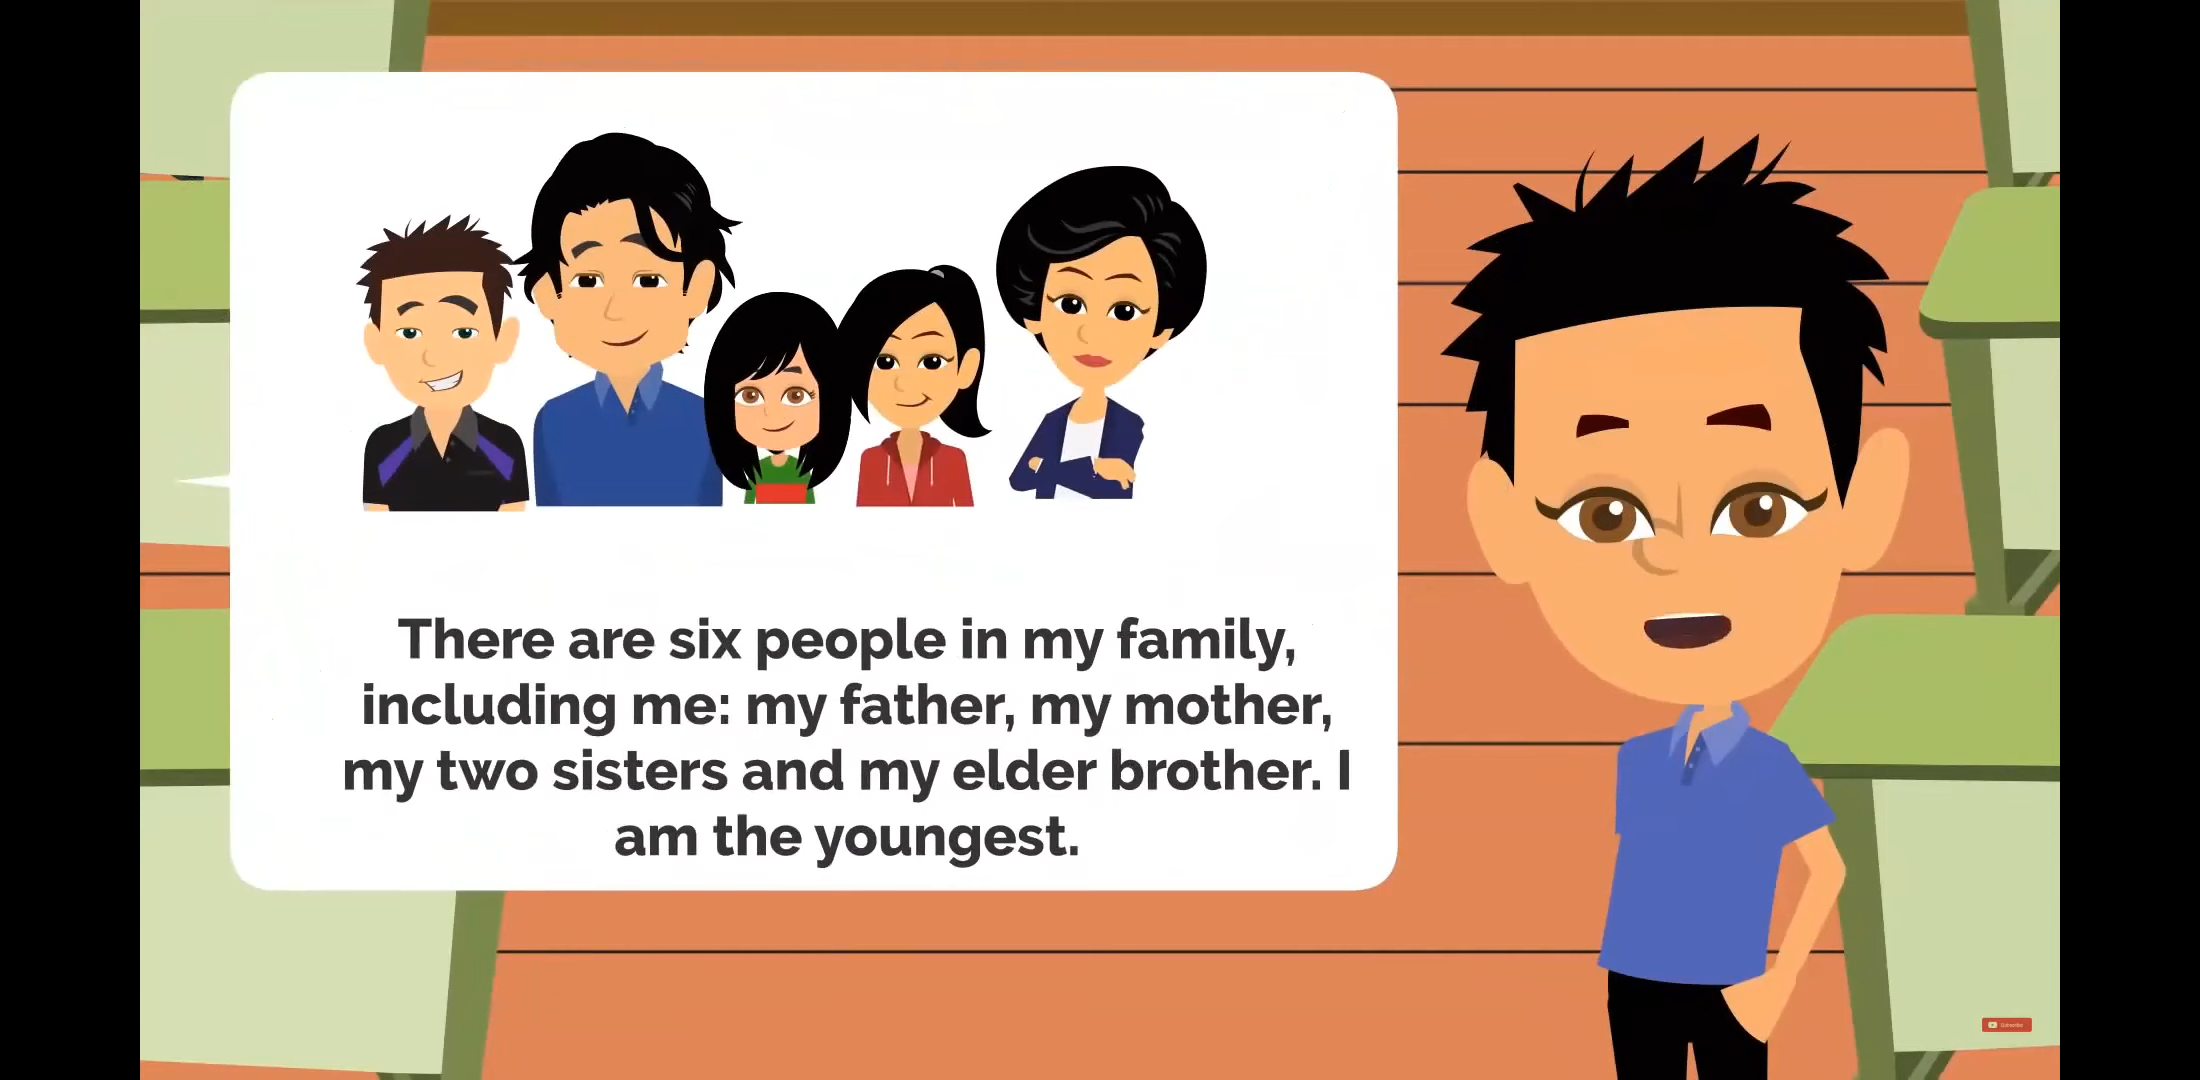 There are six people in my family,
including me: my father, my mother,
my two sisters and my elder brother. I
am the youngest.
Subscribe